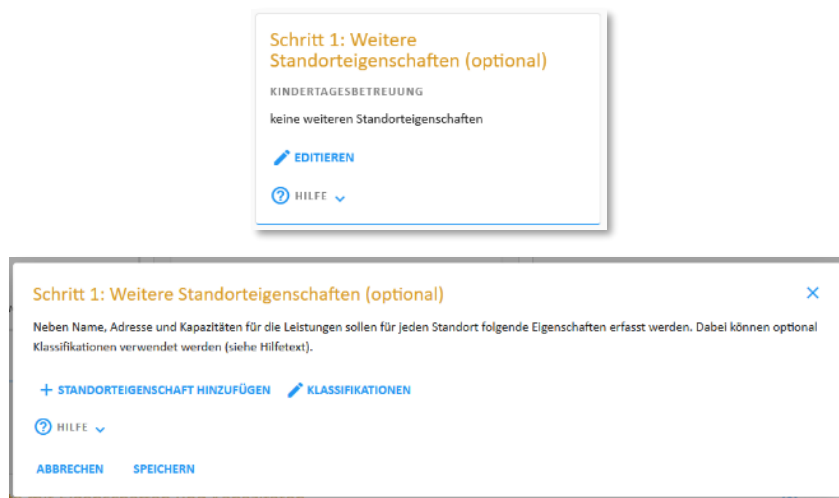 Schritt 1: Weitere
Standorteigenschaften (optional)
KINDERTAGESBETREUUNG
keine weiteren Standorteigenschaften
EDITIEREN
HILFE
Schritt 1: Weitere Standorteigenschaften (optional)
Neben Name, Adresse und Kapazitäten für die Leistungen sollen für jeden Standort folgende Eigenschaften erfasst werden. Dabei können optional
Klassifikationen verwendet werden (siehe Hilfetext).
+ STANDORTEIGENSCHAFT HINZUFÜGEN KLASSIFIKATIONEN
HILFE
ABBRECHEN SPEICHERN